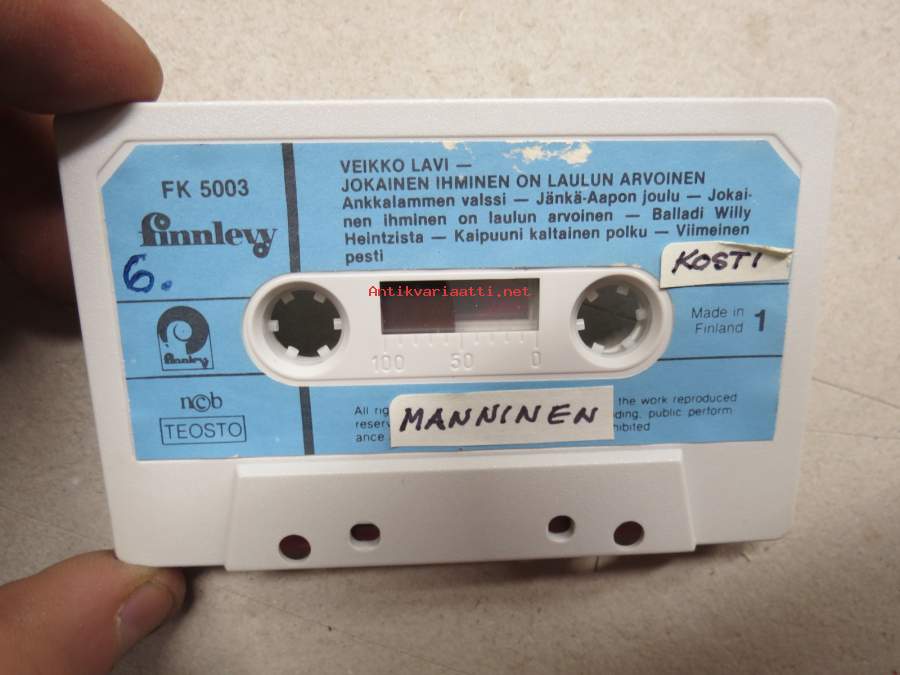 VEIKKO LAVI —
JOKAINEN IHMINEN ON LAULUN ARVOINEN
Ankkalammen valssi — Jänkä-Aapon joulu — Jokai-
nen ihminen on laulun arvoinen — Balladi Willy
Heintzista — Kaipuuni kaltainen polku — Viimeinen
pesti
FK 5003
finnlevy
6.
KOSTI
Antikvariaatti.net
Made in
Finland 1
100 50 0
finnlevy
n©b
TEOSTO
All the work reproduced
reserv ding, public perform
ance hibited
MANNINEN